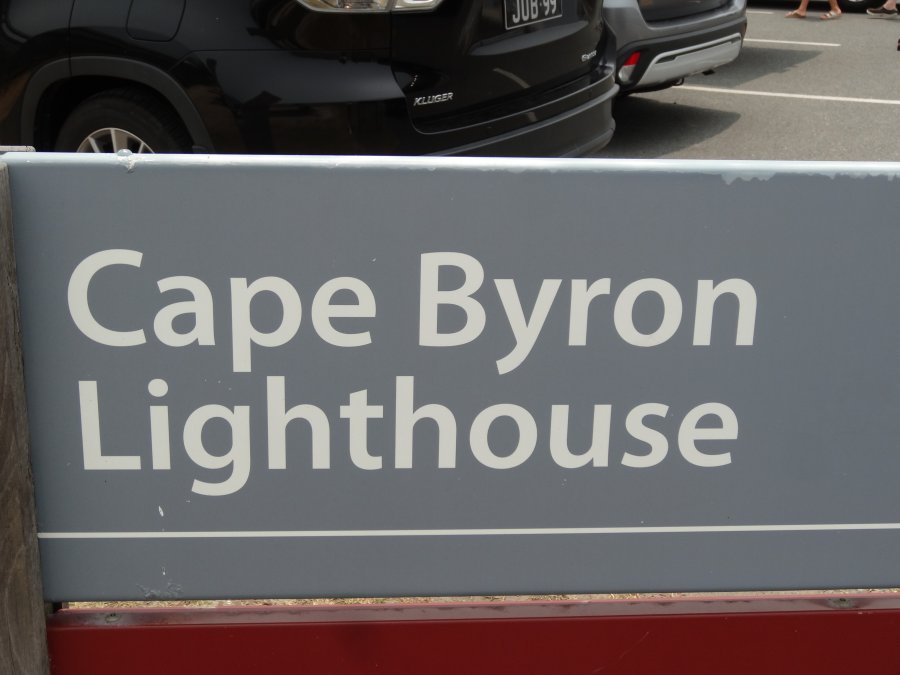 JUB·99
KLUGER
Cape Byron
Lighthouse